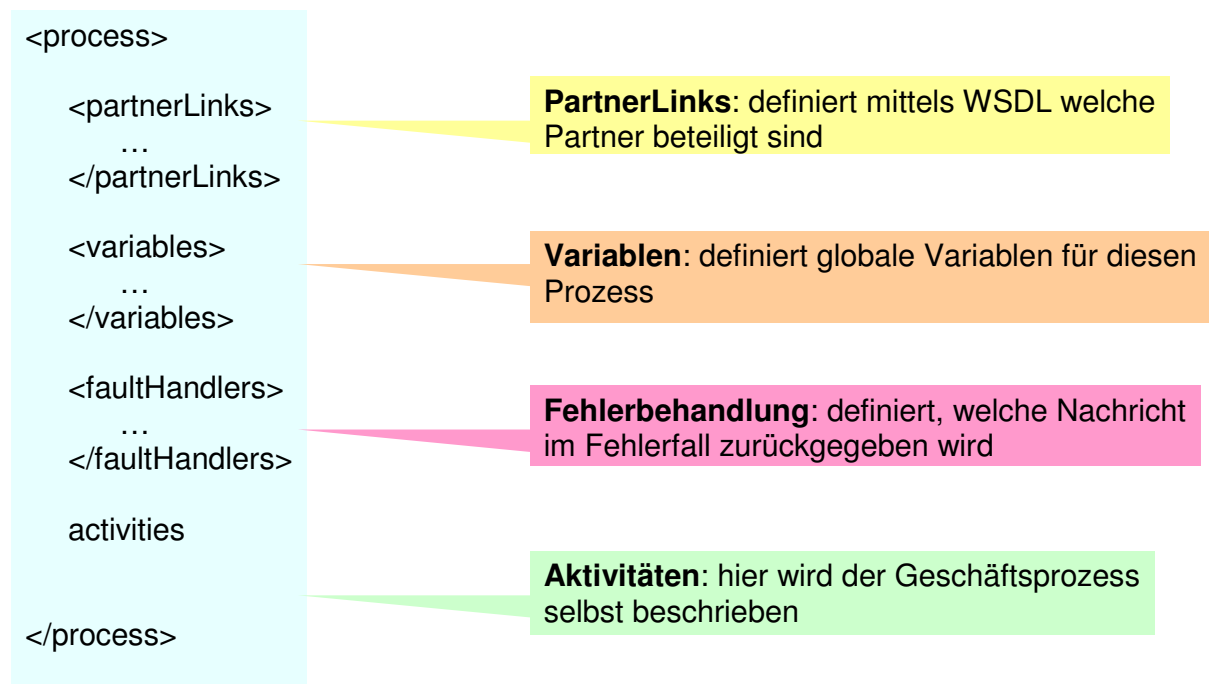 <process>
<partnerLinks>
…
</partnerLinks>
<variables>
…
</variables>
<faultHandlers>
…
</faultHandlers>
activities
</process>
PartnerLinks: definiert mittels WSDL welche
Partner beteiligt sind
Variablen: definiert globale Variablen für diesen
Prozess
Fehlerbehandlung: definiert, welche Nachricht
im Fehlerfall zurückgegeben wird
Aktivitäten: hier wird der Geschäftsprozess
selbst beschrieben